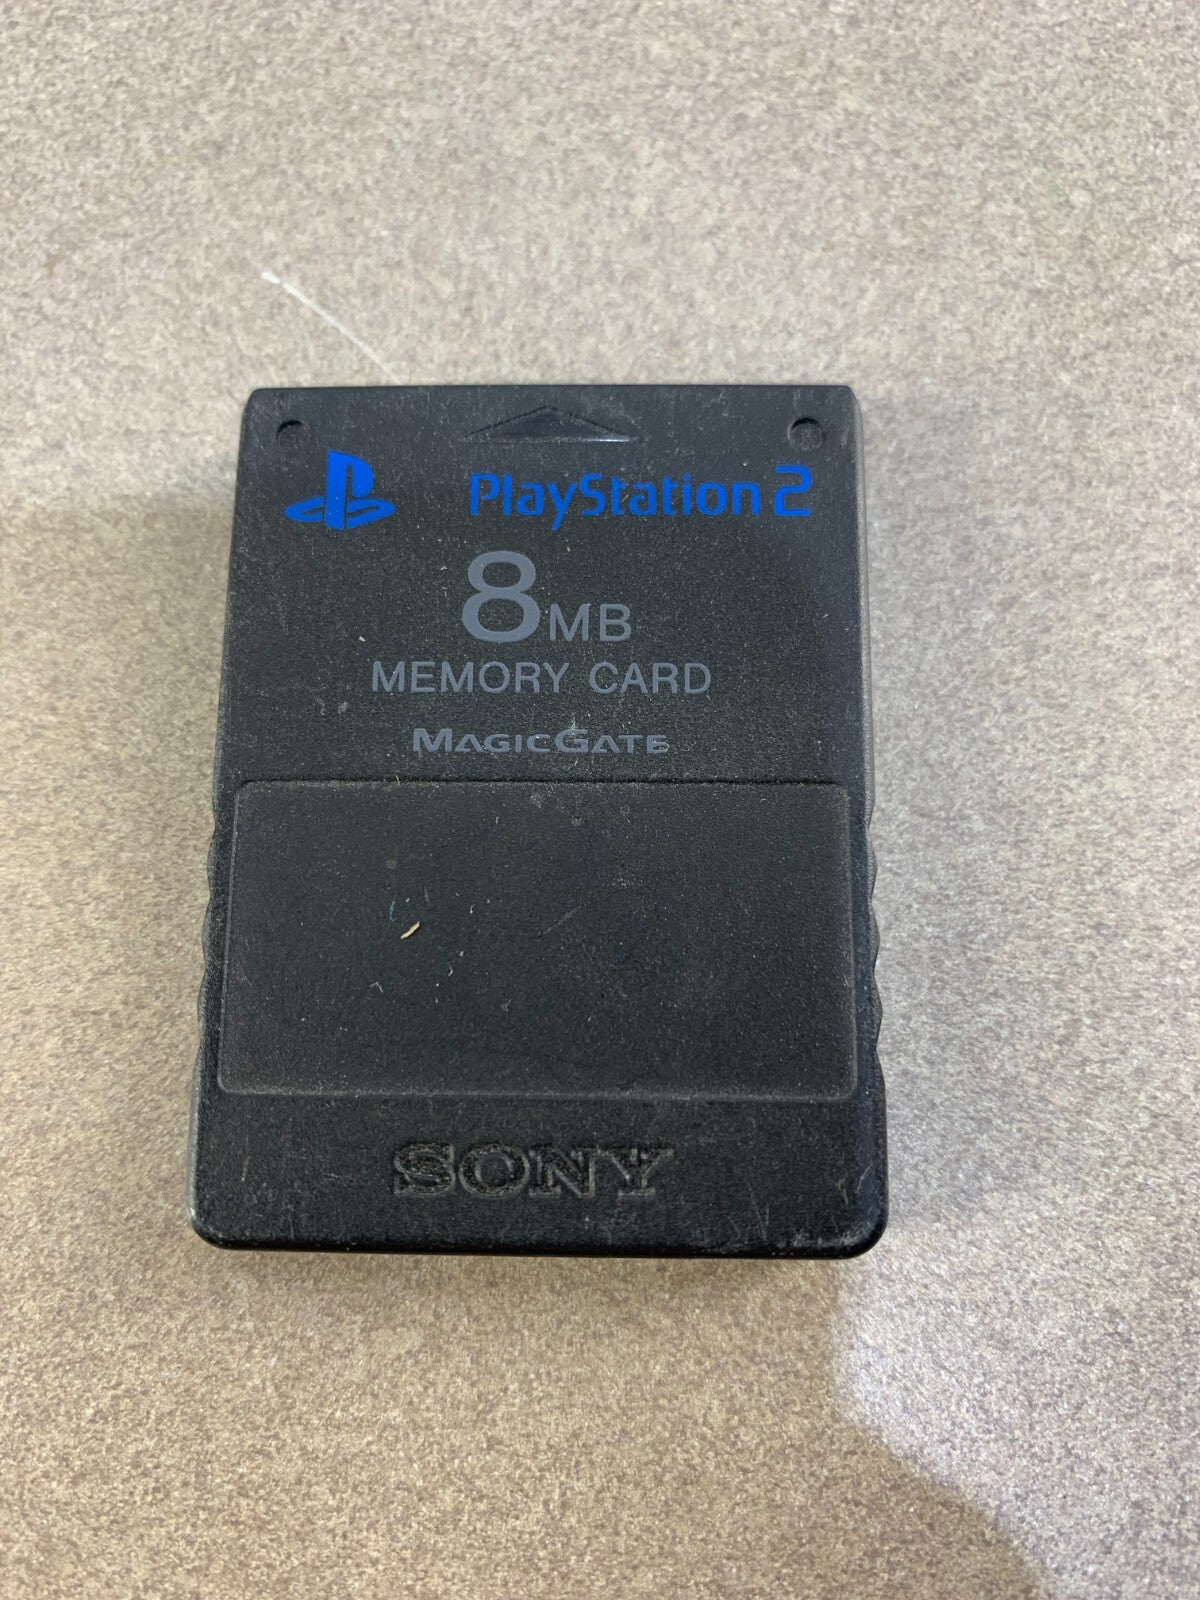 PlayStation 2
8MB
MEMORY CARD
MAGICGATE
SONY